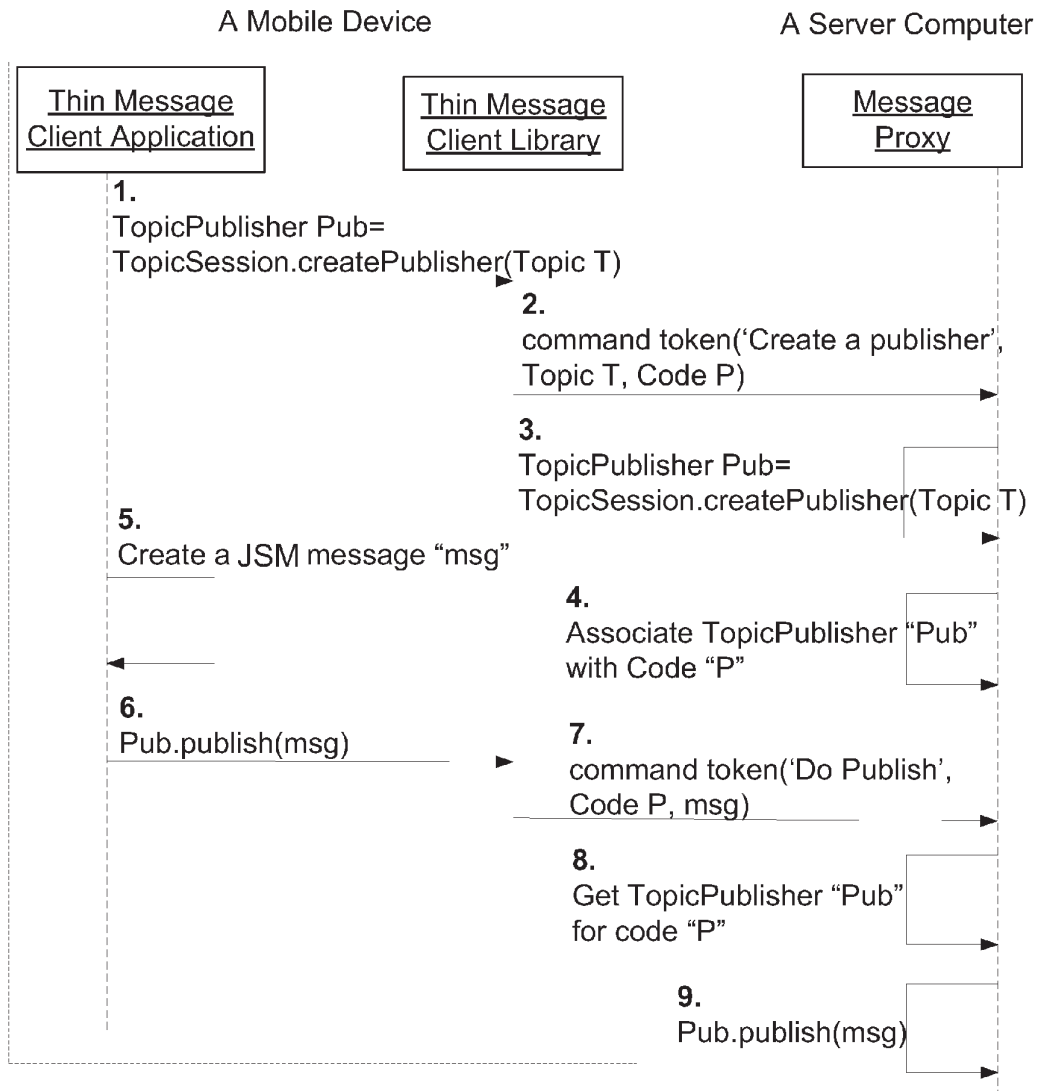 A Mobile Device
A Server Computer
Thin Message
Client Application
Thin Message
Client Library
Message
Proxy
1.
TopicPublisher Pub=
TopicSession.createPublisher(Topic T)
2.
command token(‘Create a publisher’,
Topic T, Code P)
3.
TopicPublisher Pub=
TopicSession.createPublisher(Topic T)
5.
Create a JSM message “msg”
4.
Associate TopicPublisher “Pub”
with Code “P”
6.
Pub.publish(msg)
7.
command token(‘Do Publish’,
Code P, msg)
8.
Get TopicPublisher “Pub”
for code “P”
9.
Pub.publish(msg)